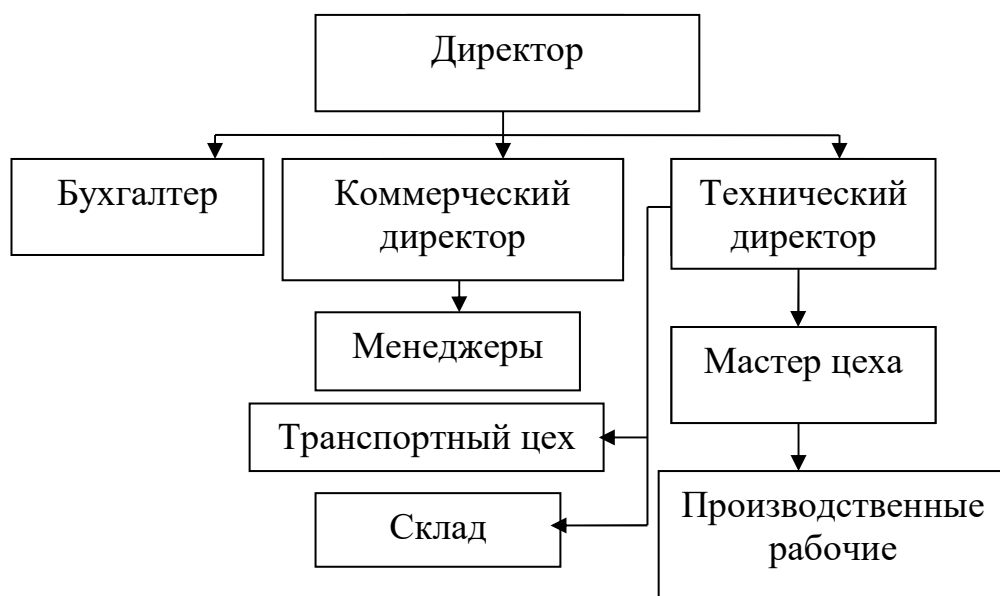 Директор
Бухгалтер
Коммерческий
директор
Технический
директор
Менеджеры
Мастер цеха
Транспортный цех
Склад
Производственные
рабочие